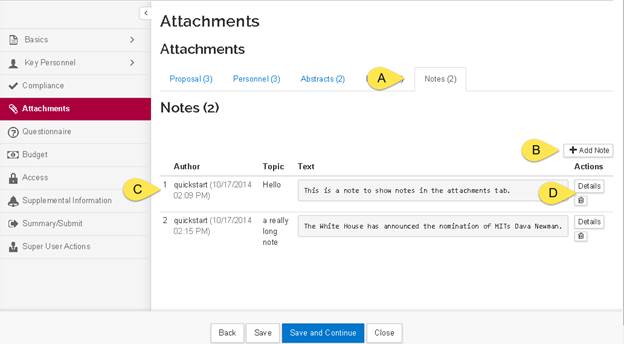 Attachments
Basics
Key Personnel
Compliance
Attachments
Questionnaire
Budget
Access
Supplemental Information
Summary/Submit
Super User Actions
Attachments
Proposal (3) Personnel (3) Abstracts (2) A Notes (2)
Notes (2)
B Add Note
Author Topic Text Actions
C 1 quickstart (10/17/2014 02:09 PM) Hello This is a note to show notes in the attachments tab. D Details
2 quickstart (10/17/2014 02:15 PM) a really long note The White House has announced the nomination of MITs Dava Newman. Details
Back Save Save and Continue Close